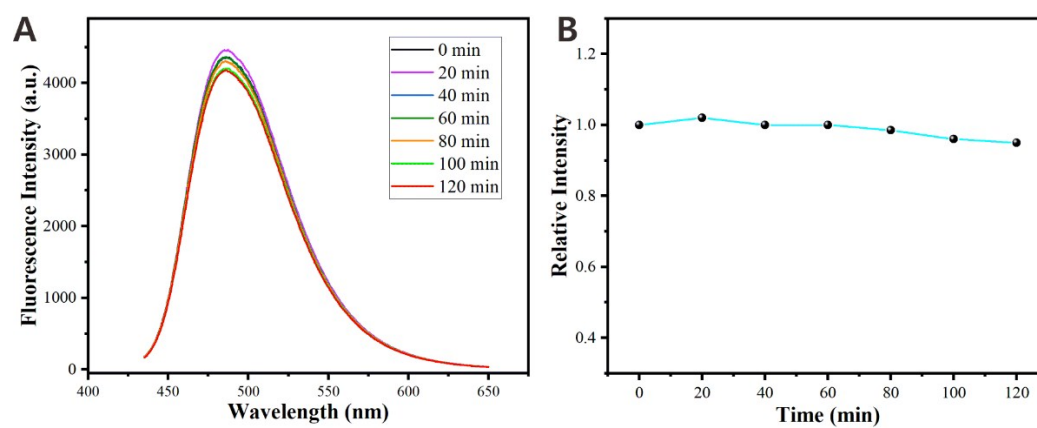 A
Fluorescence Intensity (a.u.)
4000
3000
2000
1000
0
400 450 500 550 600 650
Wavelength (nm)
0 min
20 min
40 min
60 min
80 min
100 min
120 min
B
Relative Intensity
1.2
1.0
0.8
0.6
0.4
0 20 40 60 80 100 120
Time (min)